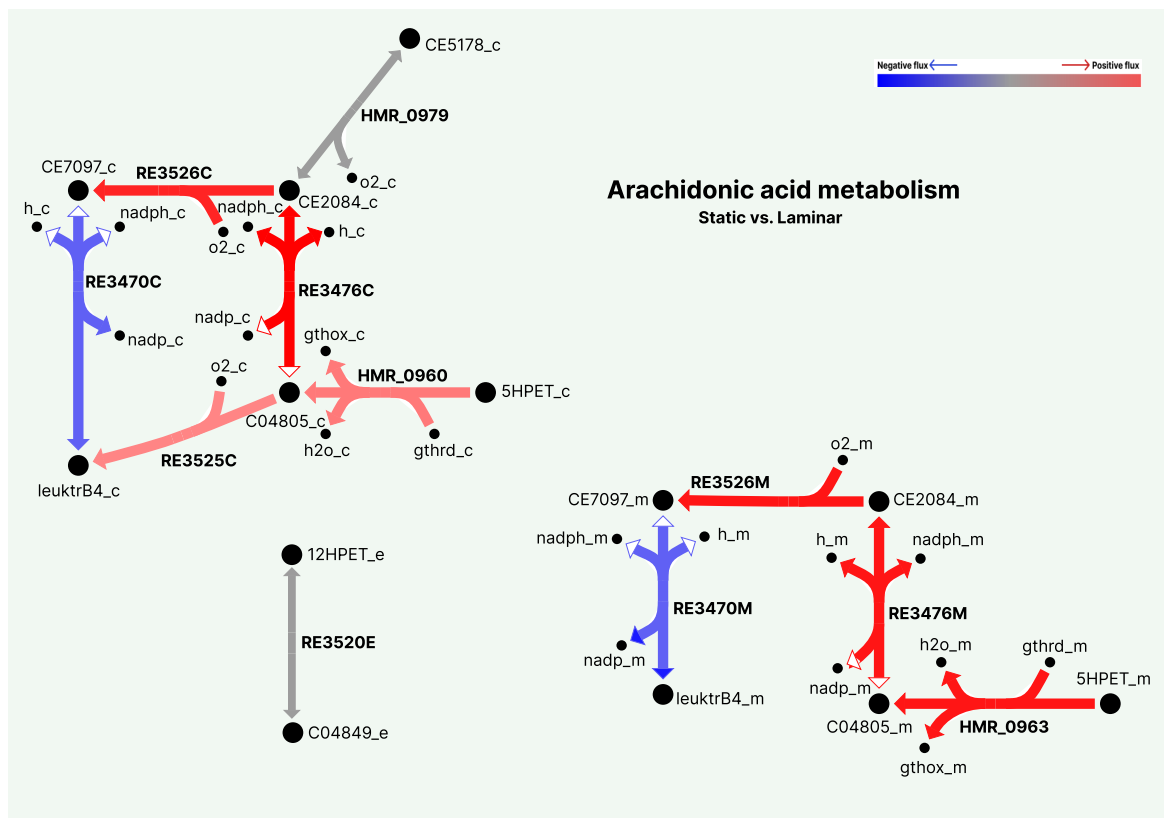 CE5178_c
Negative flux
Positive flux
HMR_0979
CE7097_c
RE3526C
o2_c
Arachidonic acid metabolism
Static vs. Laminar
CE2084_c
h_c
nadph_c
nadph_c
h_c
o2_c
RE3470C
RE3476C
nadp_c
nadp_c
gthox_c
o2_c
HMR_0960
5HPET_c
C04805_c
h2o_c
gthrd_c
RE3525C
leuktrB4_c
o2_m
RE3526M
CE7097_m
CE2084_m
nadph_m
h_m
h_m
nadph_m
12HPET_e
RE3470M
RE3476M
RE3520E
nadp_m
h2o_m
gthrd_m
5HPET_m
nadp_m
leuktrB4_m
C04805_m
HMR_0963
C04849_e
gthox_m